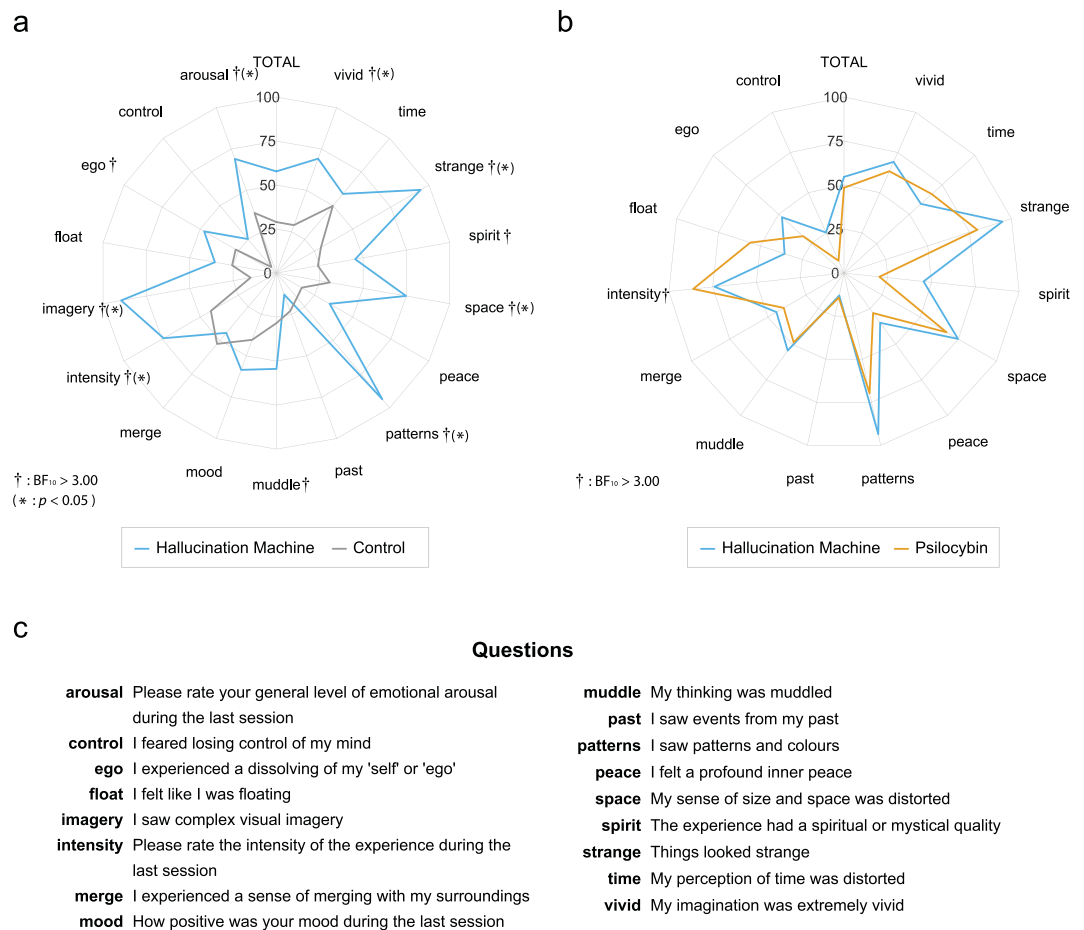 a
TOTAL
arousal †(*)
vivid †(*)
control
time
100
ego †
75
strange †(*)
50
float
25
spirit †
0
imagery †(*)
space †(*)
intensity †(*)
peace
merge
patterns †(*)
mood
past
muddle†
† : BF₁₀ > 3.00
( * : p < 0.05 )
Hallucination Machine
Control
b
TOTAL
control
vivid
ego
time
100
75
float
strange
50
25
intensity†
0
spirit
merge
space
muddle
peace
past
patterns
† : BF₁₀ > 3.00
Hallucination Machine
Psilocybin
c
Questions
arousal Please rate your general level of emotional arousal
during the last session
control I feared losing control of my mind
ego I experienced a dissolving of my 'self' or 'ego'
float I felt like I was floating
imagery I saw complex visual imagery
intensity Please rate the intensity of the experience during the
last session
merge I experienced a sense of merging with my surroundings
mood How positive was your mood during the last session
muddle My thinking was muddled
past I saw events from my past
patterns I saw patterns and colours
peace I felt a profound inner peace
space My sense of size and space was distorted
spirit The experience had a spiritual or mystical quality
strange Things looked strange
time My perception of time was distorted
vivid My imagination was extremely vivid